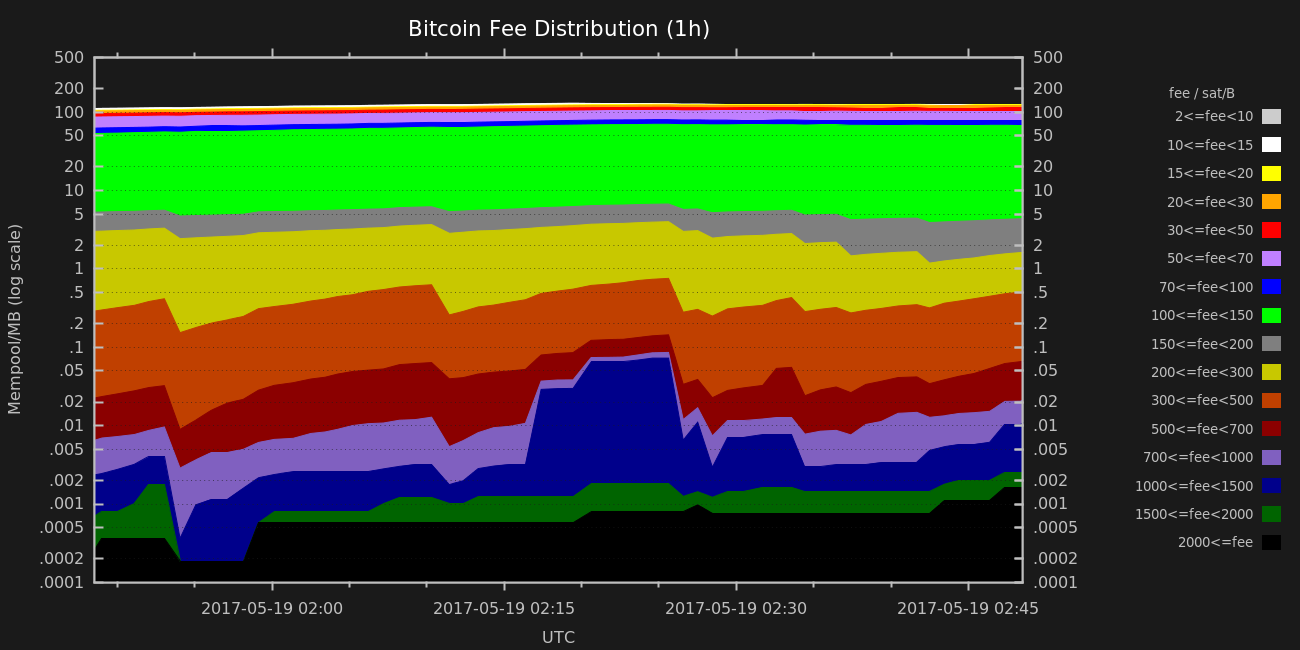 Bitcoin Fee Distribution (1h)
Mempool/MB (log scale)
500
200
100
50
20
10
5
2
1
.5
.2
.1
.05
.02
.01
.005
.002
.001
.0005
.0002
.0001
500
200
100
50
20
10
5
2
1
.5
.2
.1
.05
.02
.01
.005
.002
.001
.0005
.0002
.0001
2017-05-19 02:00
2017-05-19 02:15
2017-05-19 02:30
2017-05-19 02:45
UTC
fee / sat/B
2<=fee<10
10<=fee<15
15<=fee<20
20<=fee<30
30<=fee<50
50<=fee<70
70<=fee<100
100<=fee<150
150<=fee<200
200<=fee<300
300<=fee<500
500<=fee<700
700<=fee<1000
1000<=fee<1500
1500<=fee<2000
2000<=fee